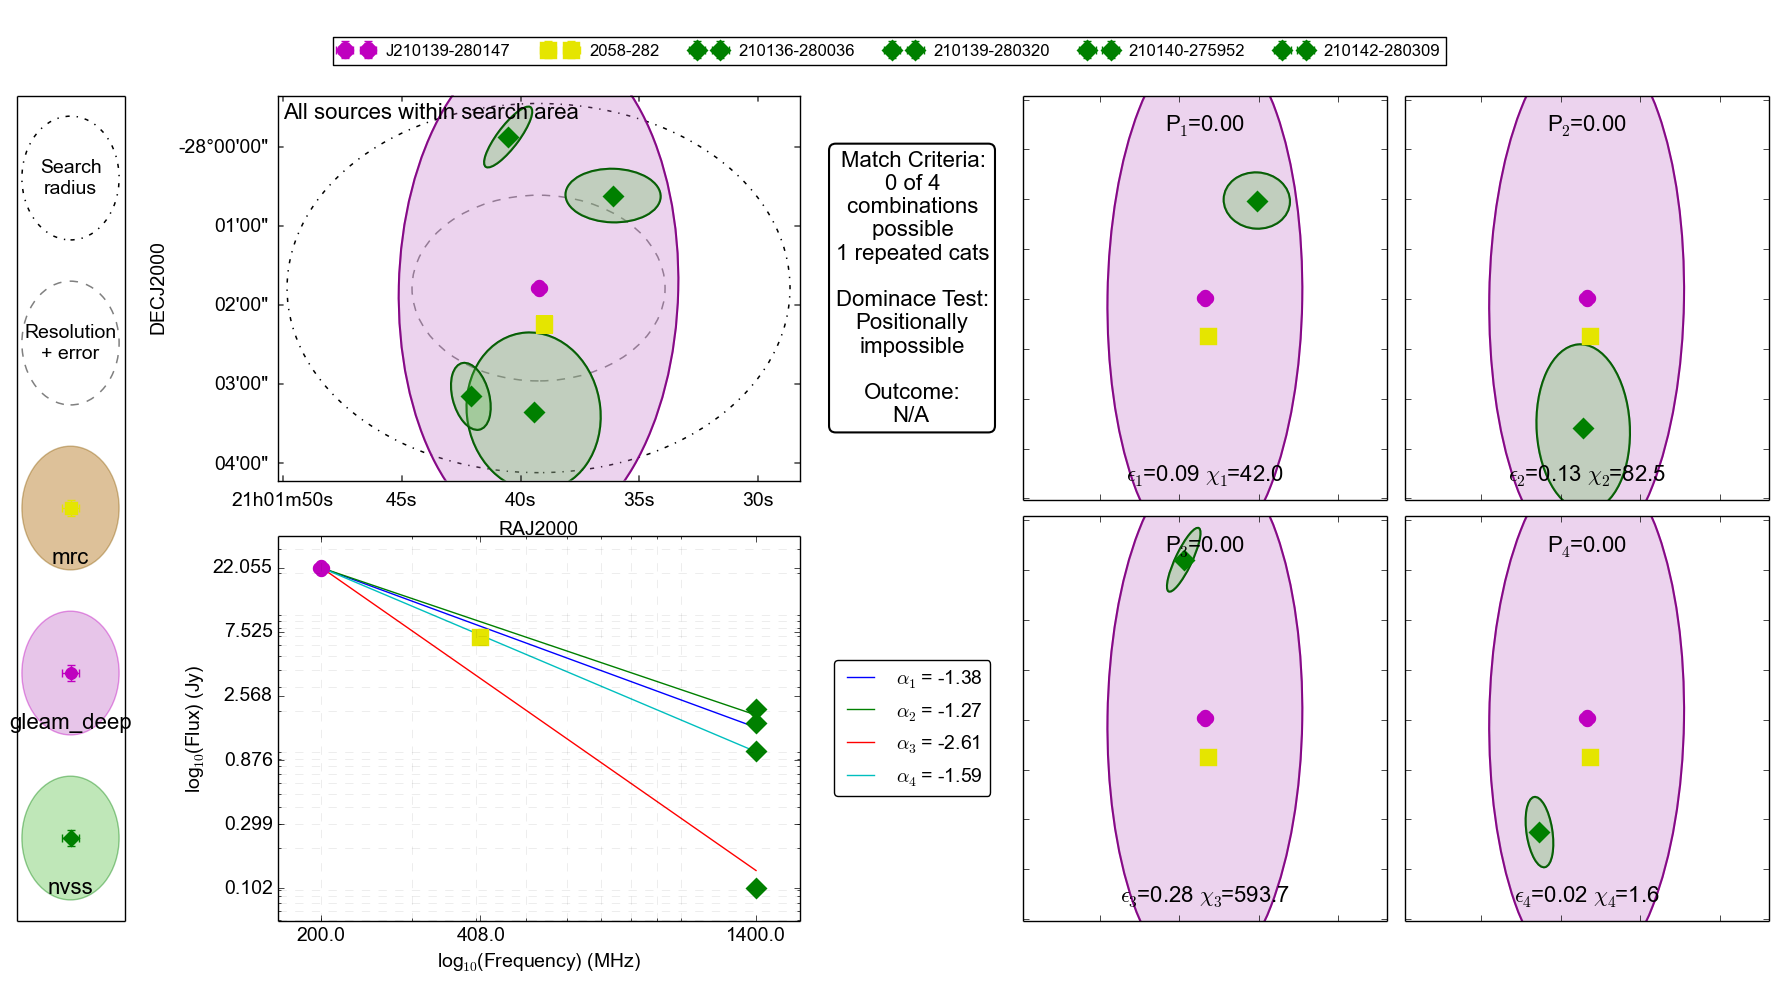 J210139-280147 2058-282 210136-280036 210139-280320 210140-275952 210142-280309
Search
radius
Resolution
+ error
mrc
gleam_deep
nvss
All sources within search area
DECJ2000
-28°00'00"
01'00"
02'00"
03'00"
04'00"
21h01m50s 45s 40s 35s 30s
RAJ2000
Match Criteria:
0 of 4
combinations
possible
1 repeated cats
Dominace Test:
Positionally
impossible
Outcome:
N/A
P₁=0.00
ϵ₁=0.09 χ₁=42.0
P₂=0.00
ϵ₂=0.13 χ₂=82.5
P₃=0.00
ϵ₃=0.28 χ₃=593.7
P₄=0.00
ϵ₄=0.02 χ₄=1.6
log₁₀(Flux) (Jy)
22.055
7.525
2.568
0.876
0.299
0.102
200.0 408.0 1400.0
log₁₀(Frequency) (MHz)
α₁ = -1.38
α₂ = -1.27
α₃ = -2.61
α₄ = -1.59